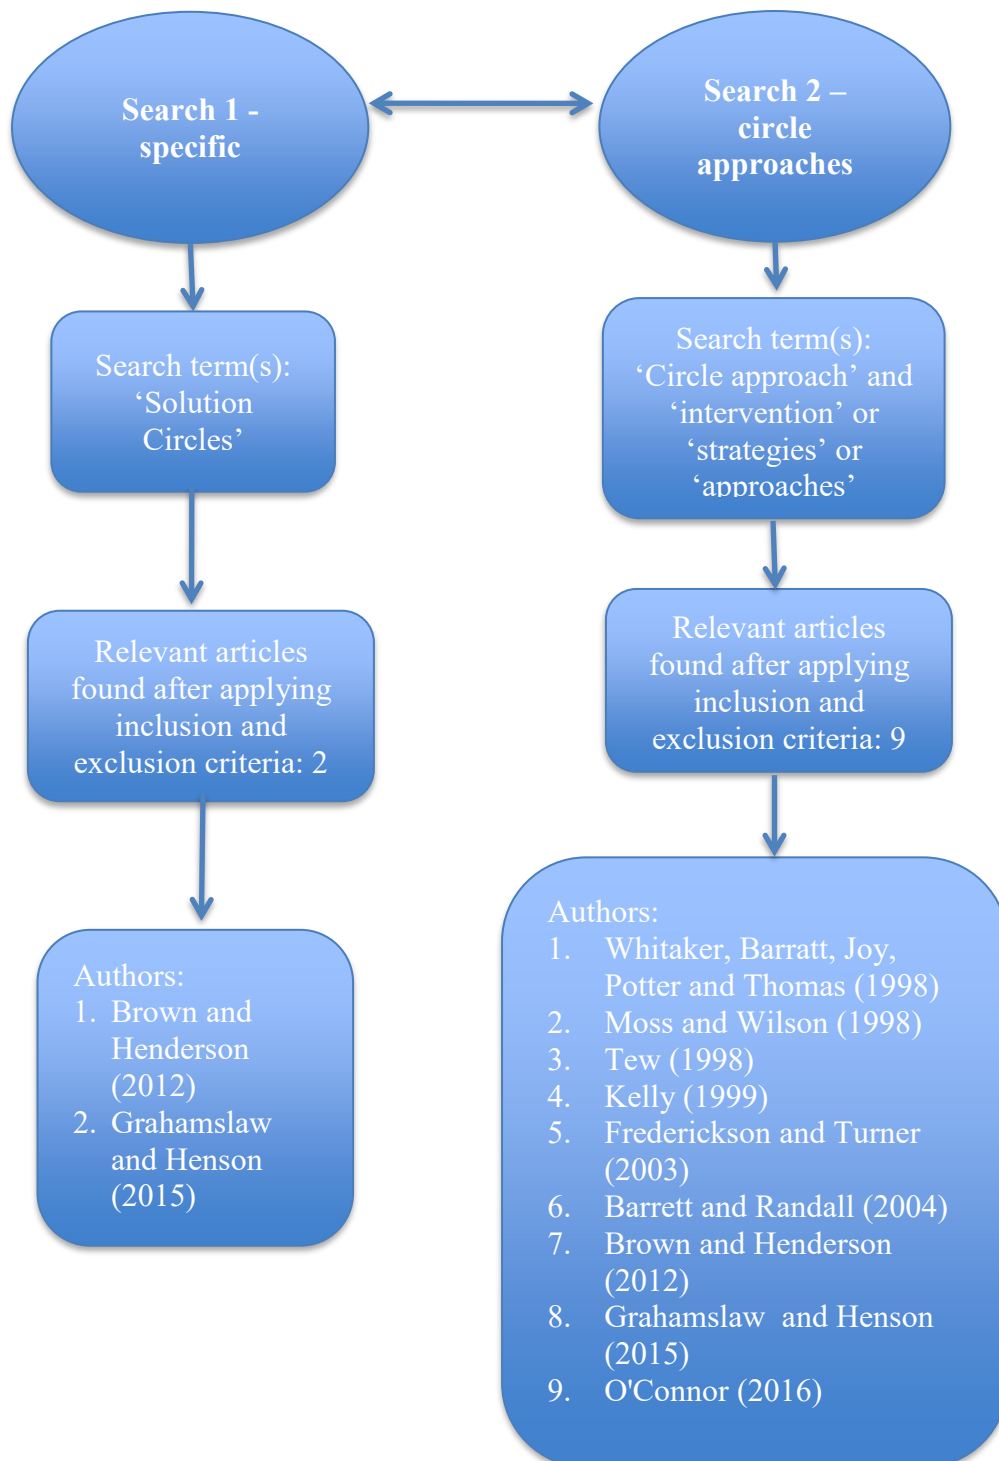 Search 1 -
specific
Search 2 –
circle
approaches
Search term(s):
‘Solution
Circles’
Search term(s):
‘Circle approach’ and
‘intervention’ or
‘strategies’ or
‘approaches’
Relevant articles
found after applying
inclusion and
exclusion criteria: 2
Relevant articles
found after applying
inclusion and
exclusion criteria: 9
Authors:
1. Brown and
Henderson
(2012)
2. Grahamslaw
and Henson
(2015)
Authors:
1. Whitaker, Barratt, Joy,
Potter and Thomas (1998)
2. Moss and Wilson (1998)
3. Tew (1998)
4. Kelly (1999)
5. Frederickson and Turner
(2003)
6. Barrett and Randall (2004)
7. Brown and Henderson
(2012)
8. Grahamslaw  and Henson
(2015)
9. O'Connor (2016)